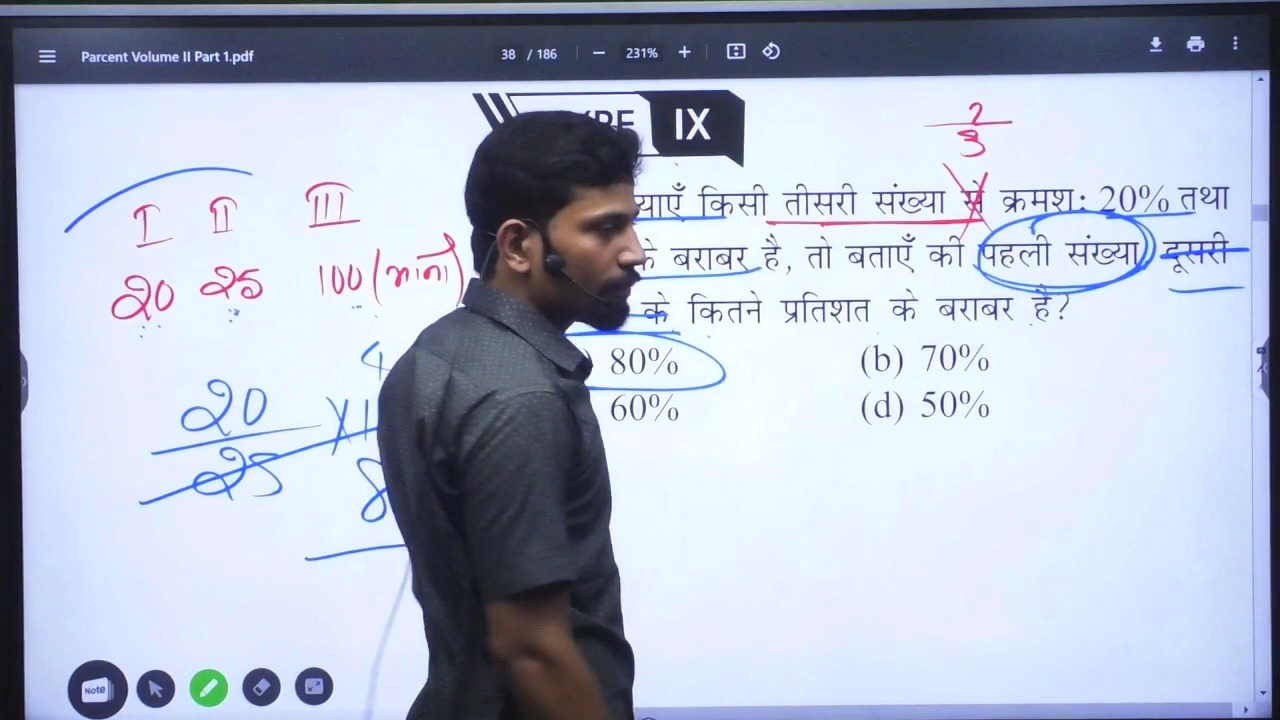 Parcent Volume II Part 1.pdf
38 / 186
231%
IX
2
3
किसी तीसरी संख्या से क्रमश: 20% तथा
के बराबर है, तो बताएँ की पहली संख्या दूसरी
के कितने प्रतिशत के बराबर है?
80%
(b) 70%
60%
(d) 50%
I II III
20 25 100 (माना)
4
20
25
×
8
Note